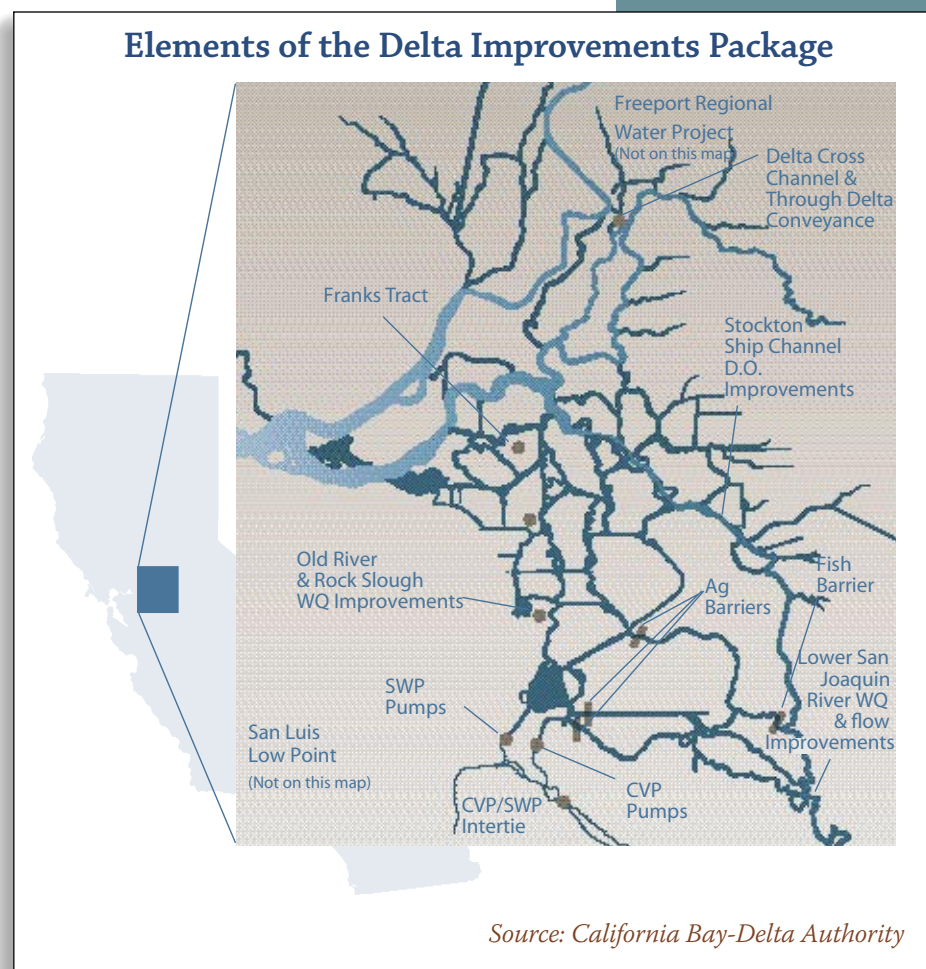 Elements of the Delta Improvements Package
Freeport Regional
Water Project
(Not on this map)
Delta Cross
Channel &
Through Delta
Conveyance
Franks Tract
Stockton
Ship Channel
D.O.
Improvements
Old River
& Rock Slough
WQ Improvements
Fish
Barrier
Ag
Barriers
Lower San
Joaquin
River WQ
& flow
Improvements
SWP
Pumps
San Luis
Low Point
(Not on this map)
CVP/SWP
Intertie
CVP
Pumps
Source: California Bay-Delta Authority